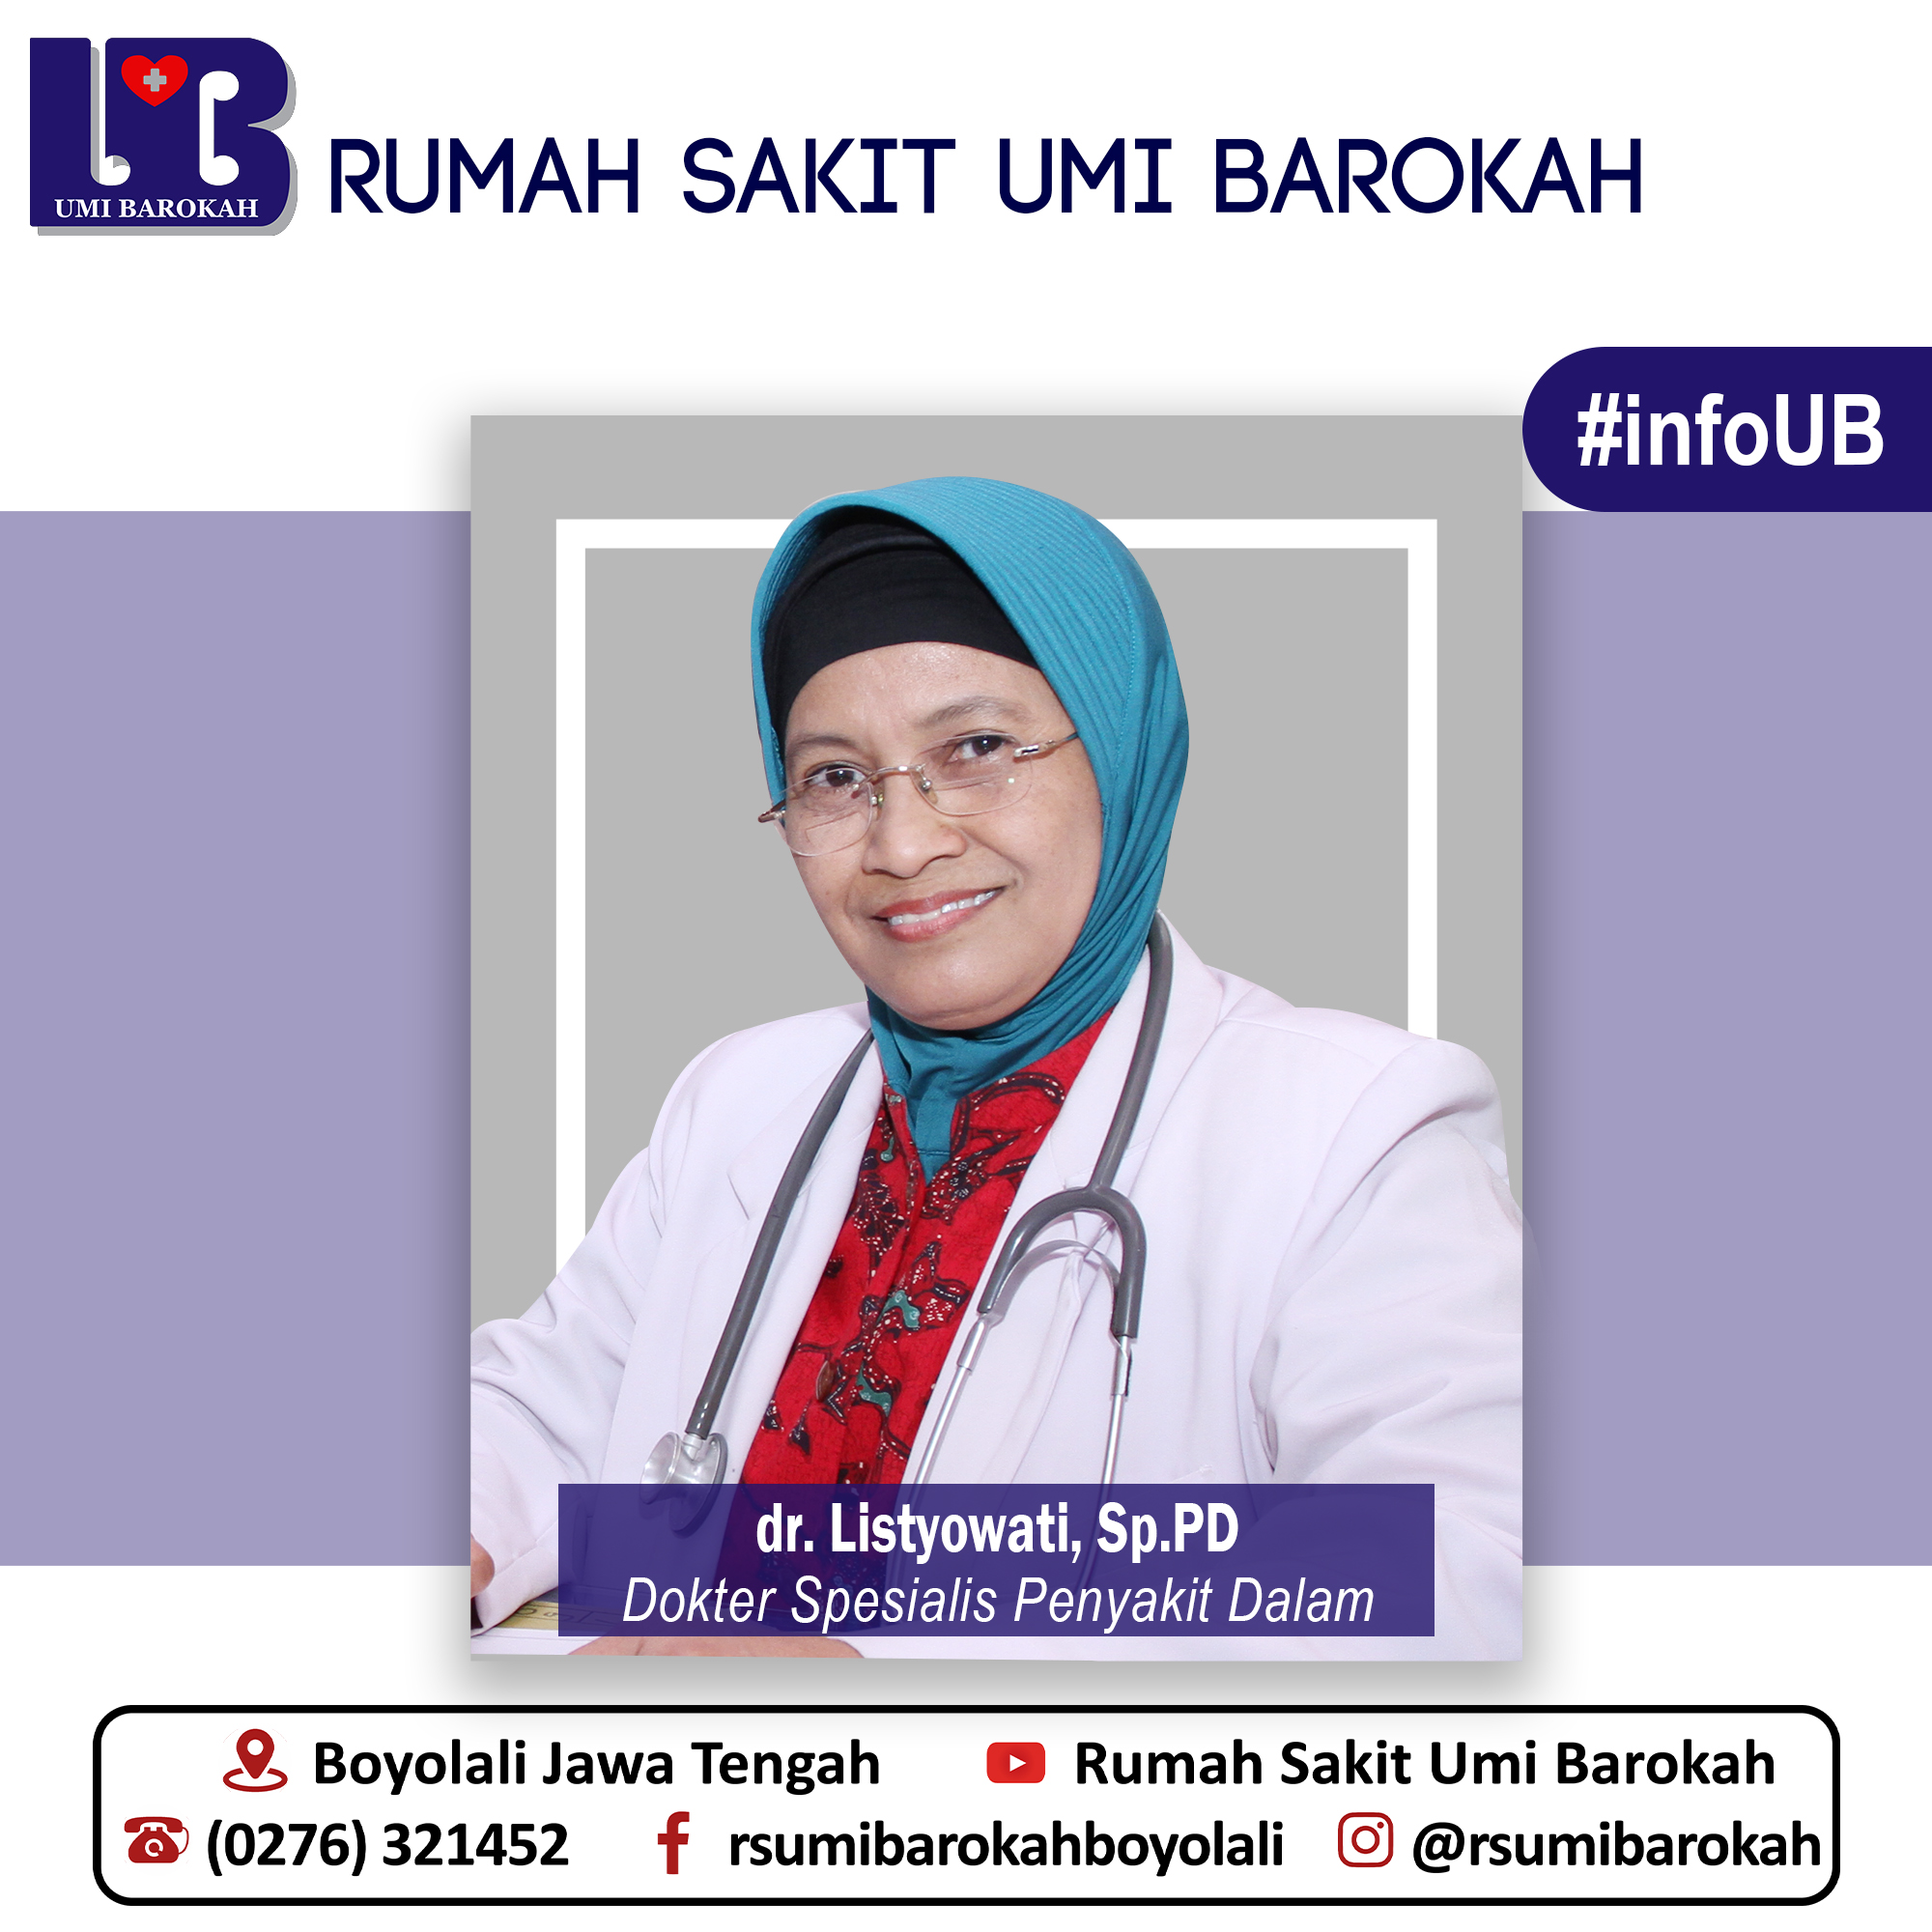 UMI BAROKAH
RUMAH SAKIT UMI BAROKAH
#infoUB
dr. Listyowati, Sp.PD
Dokter Spesialis Penyakit Dalam
Boyolali Jawa Tengah
Rumah Sakit Umi Barokah
(0276) 321452
rsumibarokahboyolali
@rsumibarokah